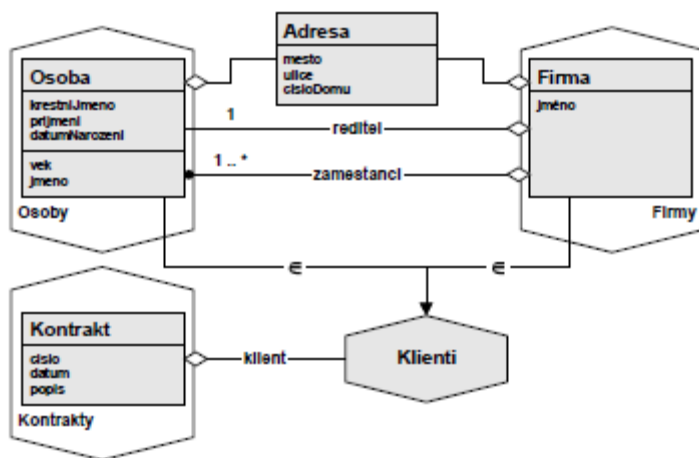 Adresa
mesto
ulice
cisloDomu
Osoba
krestniJmeno
prijmeni
datumNarozeni
vek
jmeno
Osoby
Firma
jméno
Firmy
1
reditel
1 .. *
zamestanci
∈
∈
Kontrakt
cislo
datum
popis
Kontrakty
klient
Klienti